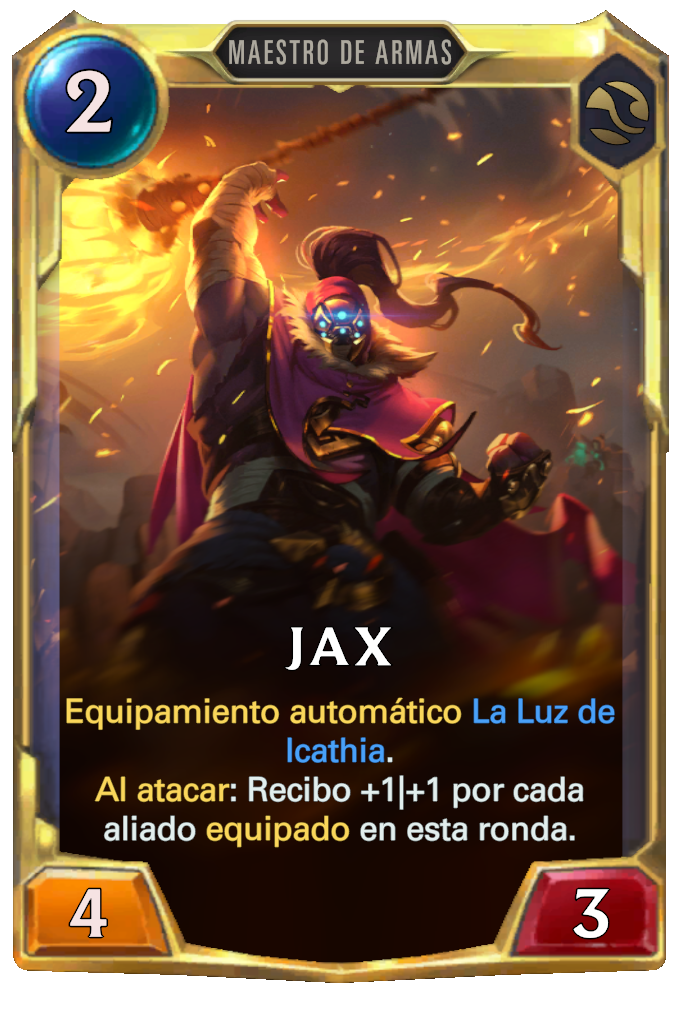 MAESTRO DE ARMAS
2
JAX
Equipamiento automático La Luz de
Icathia.
Al atacar: Recibo +1|+1 por cada
aliado equipado en esta ronda.
4
3